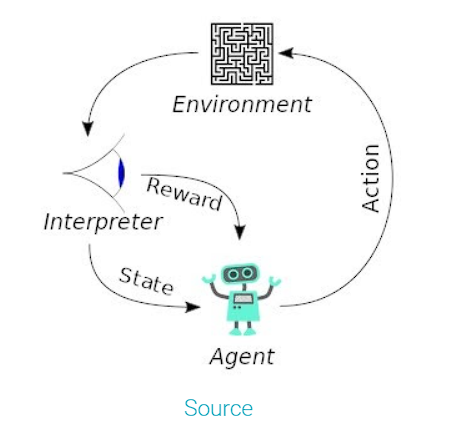 Environment
Reward
Action
Interpreter
State
Agent
Source